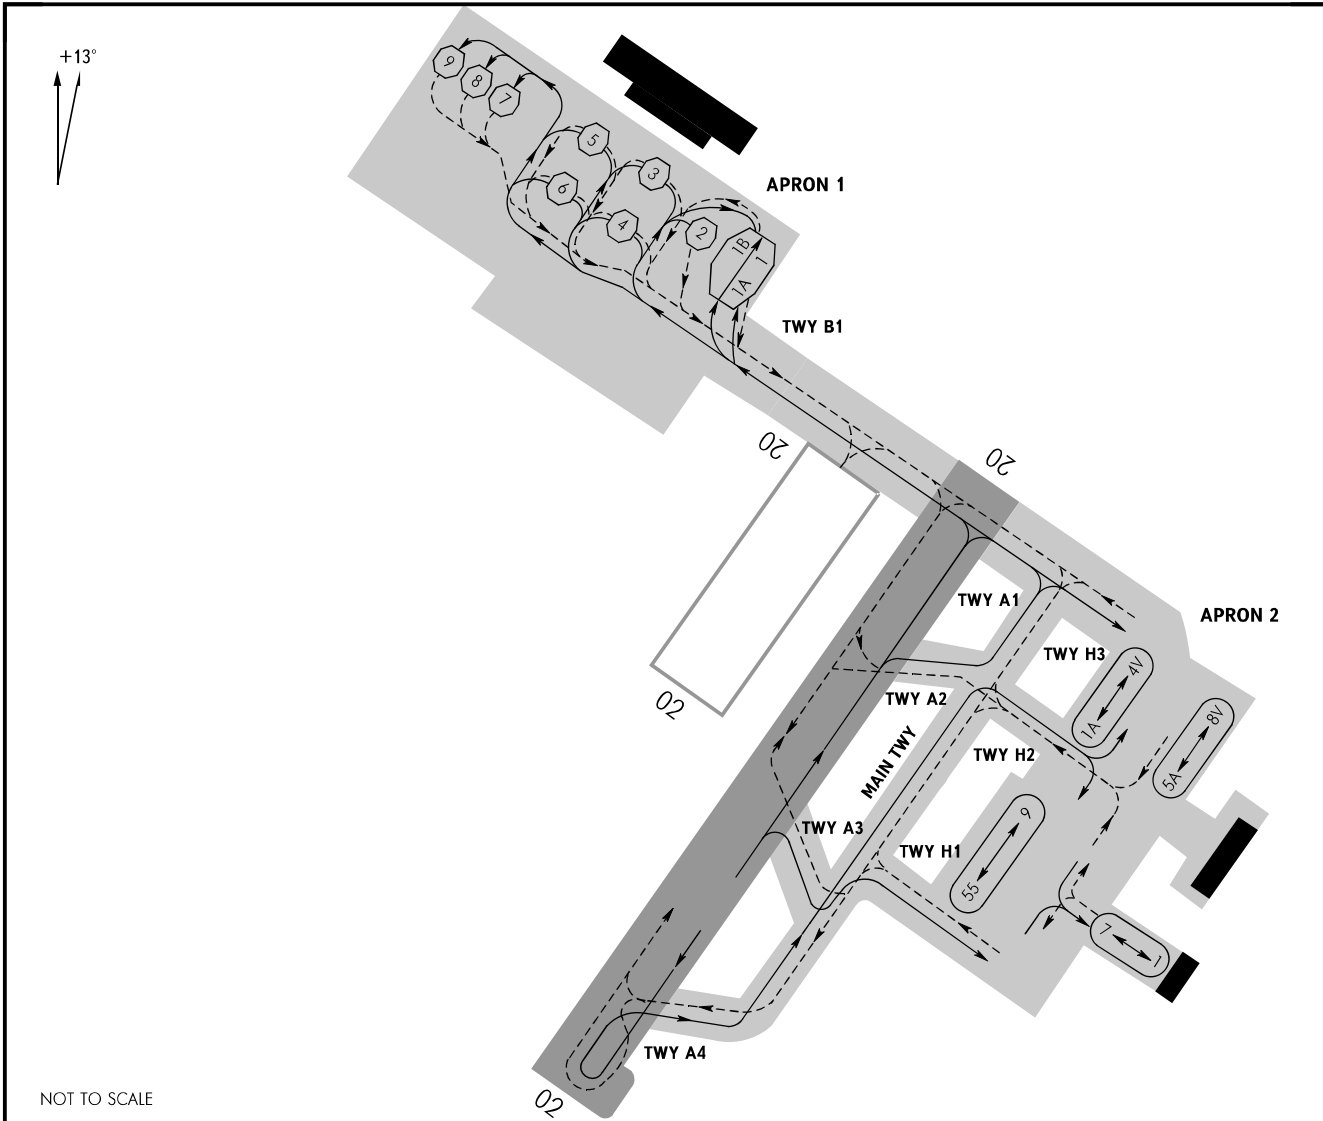 +13°
9
8
7
5
3
6
4
2
1B
1
1A
APRON 1
TWY B1
20
20
TWY A1
APRON 2
TWY H3
4V
1A
02
TWY A2
8V
5A
MAIN TWY
TWY H2
TWY A3
9
55
TWY H1
7
1
TWY A4
NOT TO SCALE
02